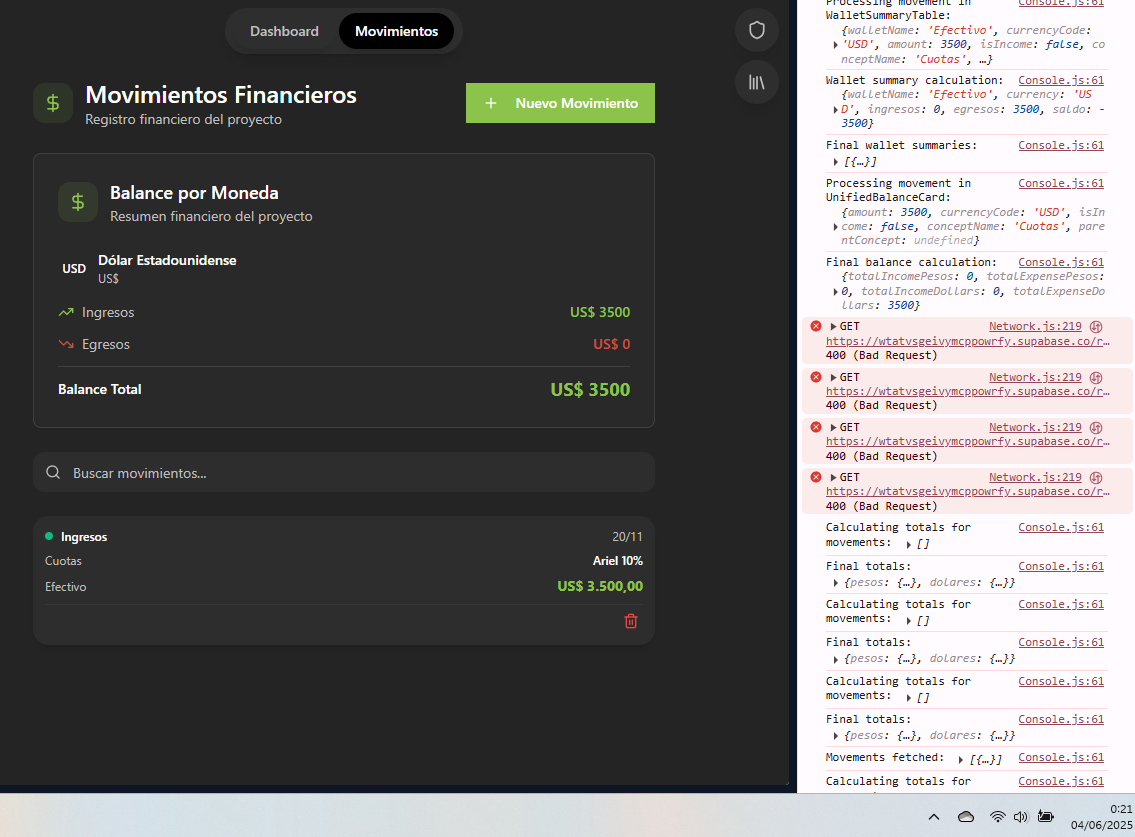 Dashboard
Movimientos
Movimientos Financieros
Registro financiero del proyecto
+ Nuevo Movimiento
$
Balance por Moneda
Resumen financiero del proyecto
$
USD
Dólar Estadounidense
US$
Ingresos
US$ 3500
Egresos
US$ 0
Balance Total
US$ 3500
Buscar movimientos...
Ingresos
20/11
Cuotas
Ariel 10%
Efectivo
US$ 3.500,00
Processing movement in Console.js:61
WalletSummaryTable:
{walletName: 'Efectivo', currencyCode:
'USD', amount: 3500, isIncome: false, co
nceptName: 'Cuotas', …}
Wallet summary calculation: Console.js:61
{walletName: 'Efectivo', currency: 'US
D', ingresos: 0, egresos: 3500, saldo: -
3500}
Final wallet summaries: Console.js:61
[{…}]
Processing movement in Console.js:61
UnifiedBalanceCard:
{amount: 3500, currencyCode: 'USD', isIn
come: false, conceptName: 'Cuotas', pare
ntConcept: undefined}
Final balance calculation: Console.js:61
{totalIncomePesos: 0, totalExpensePesos:
0, totalIncomeDollars: 0, totalExpenseDo
llars: 3500}
GET Network.js:219
https://wtatvsgeivymcppowrfy.supabase.co/r…
400 (Bad Request)
GET Network.js:219
https://wtatvsgeivymcppowrfy.supabase.co/r…
400 (Bad Request)
GET Network.js:219
https://wtatvsgeivymcppowrfy.supabase.co/r…
400 (Bad Request)
GET Network.js:219
https://wtatvsgeivymcppowrfy.supabase.co/r…
400 (Bad Request)
Calculating totals for Console.js:61
movements: []
Final totals: Console.js:61
{pesos: {…}, dolares: {…}}
Calculating totals for Console.js:61
movements: []
Final totals: Console.js:61
{pesos: {…}, dolares: {…}}
Calculating totals for Console.js:61
movements: []
Final totals: Console.js:61
{pesos: {…}, dolares: {…}}
Movements fetched: [{…}] Console.js:61
Calculating totals for Console.js:61
0:21
04/06/2025